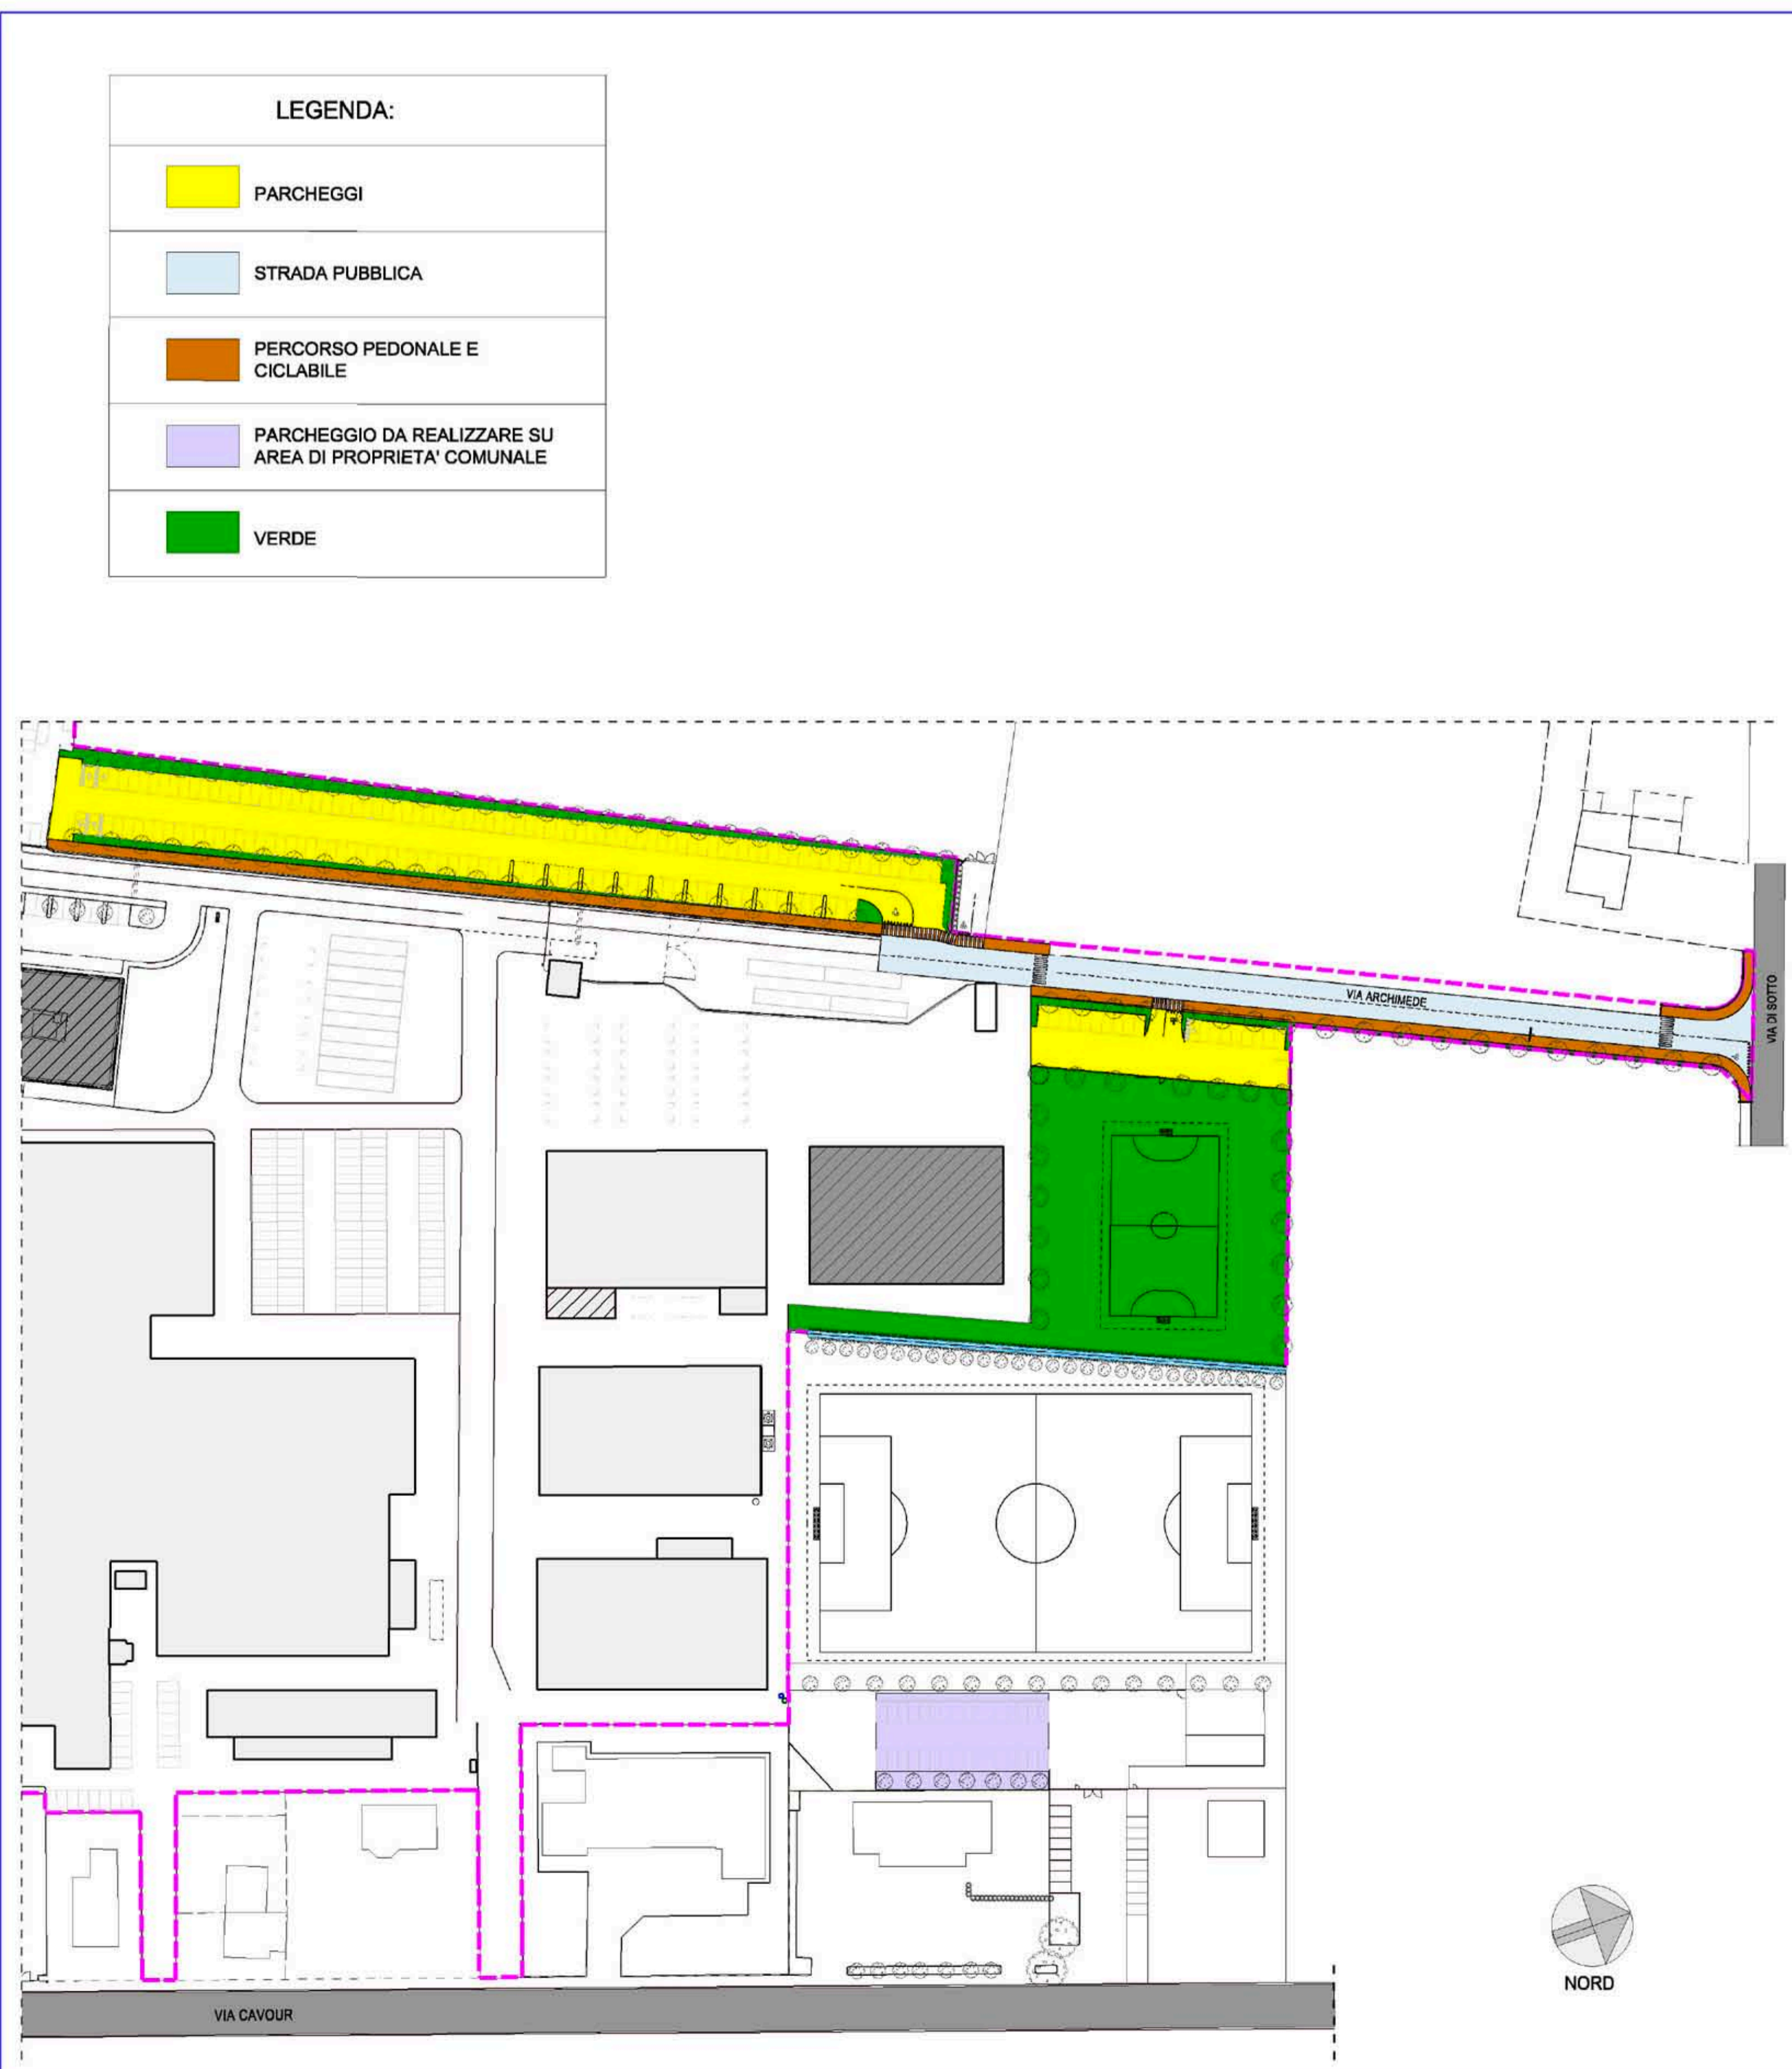 LEGENDA:
PARCHEGGI
STRADA PUBBLICA
PERCORSO PEDONALE E
CICLABILE
PARCHEGGIO DA REALIZZARE SU
AREA DI PROPRIETA' COMUNALE
VERDE
VIA ARCHIMEDE
VIA DI SOTTO
VIA CAVOUR
NORD